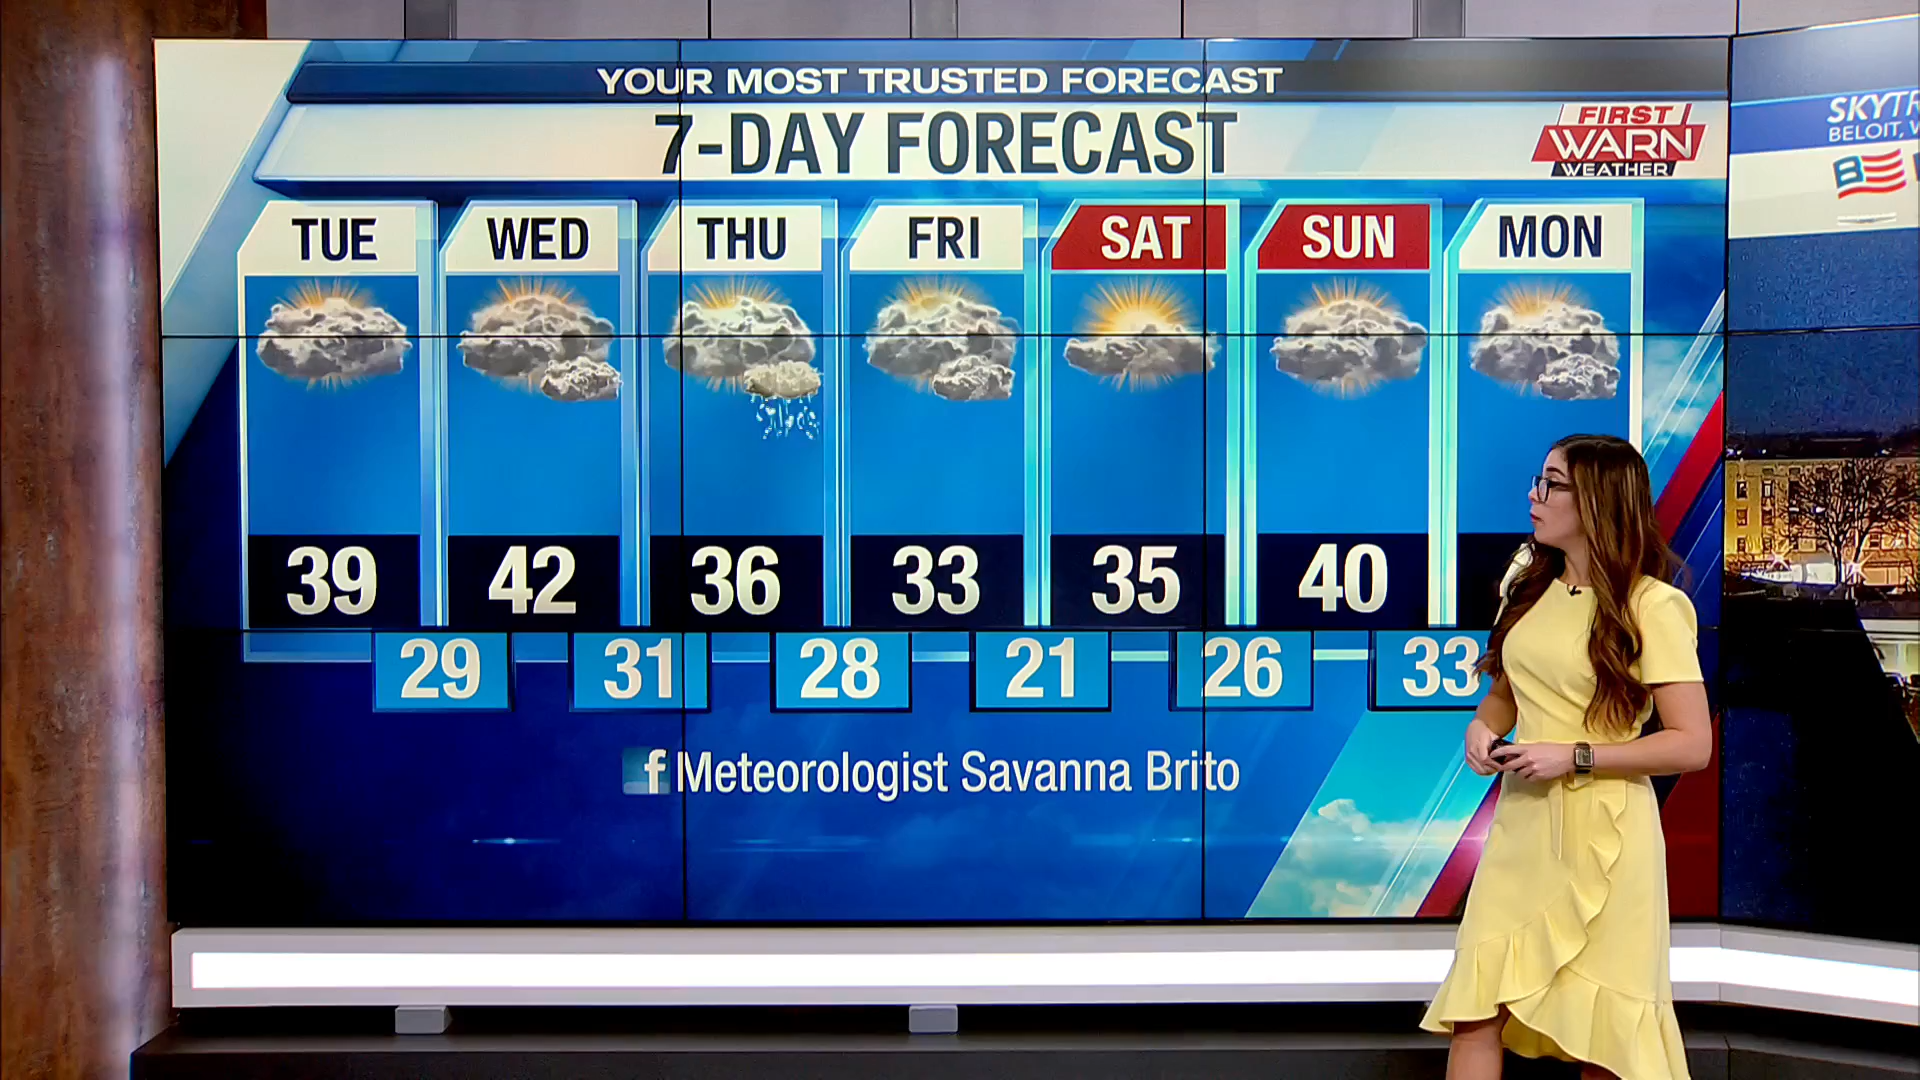 YOUR MOST TRUSTED FORECAST
7-DAY FORECAST
FIRST
WARN
WEATHER
BELOIT,
B
TUE WED THU FRI SAT SUN MON
39 42 36 33 35 40
29 31 28 21 26 33
f Meteorologist Savanna Brito